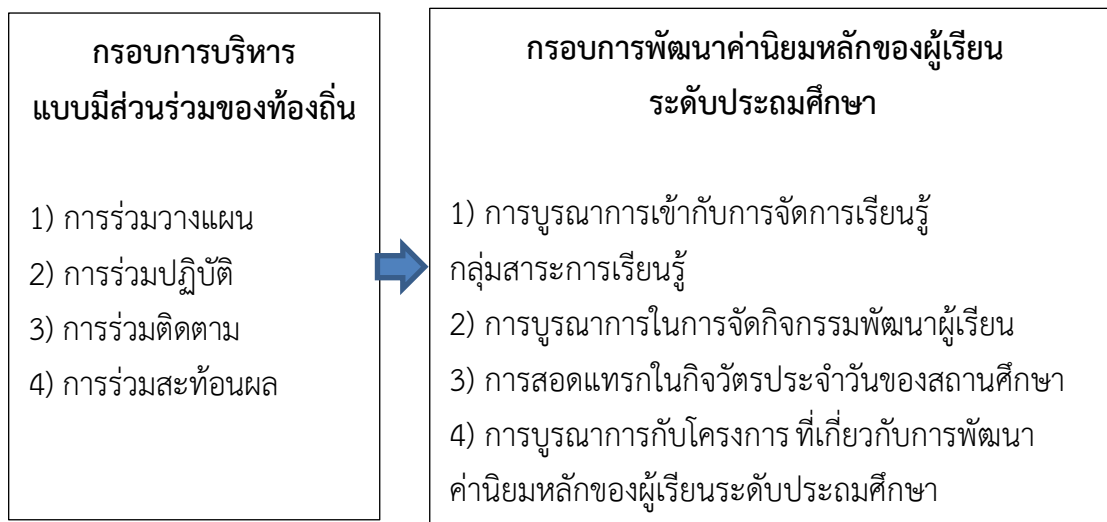 กรอบการบริหาร
แบบมีส่วนร่วมของท้องถิ่น
1) การร่วมวางแผน
2) การร่วมปฏิบัติ
3) การร่วมติดตาม
4) การร่วมสะท้อนผล
กรอบการพัฒนาค่านิยมหลักของผู้เรียน
ระดับประถมศึกษา
1) การบูรณาการเข้ากับการจัดการเรียนรู้
กลุ่มสาระการเรียนรู้
2) การบูรณาการในการจัดกิจกรรมพัฒนาผู้เรียน
3) การสอดแทรกในกิจวัตรประจำวันของสถานศึกษา
4) การบูรณาการกับโครงการ ที่เกี่ยวกับการพัฒนา
ค่านิยมหลักของผู้เรียนระดับประถมศึกษา